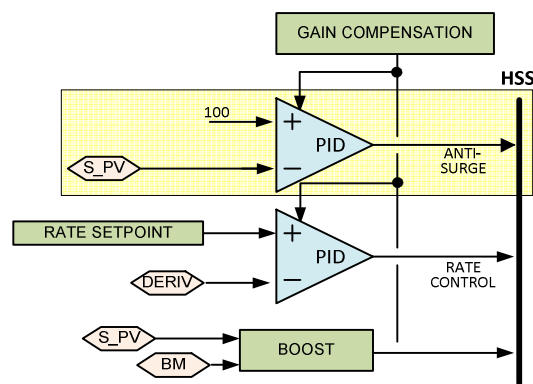 GAIN COMPENSATION
HSS
100
+
PID
−
S_PV
ANTI-
SURGE
RATE SETPOINT
+
PID
−
DERIV
RATE
CONTROL
S_PV
BM
BOOST